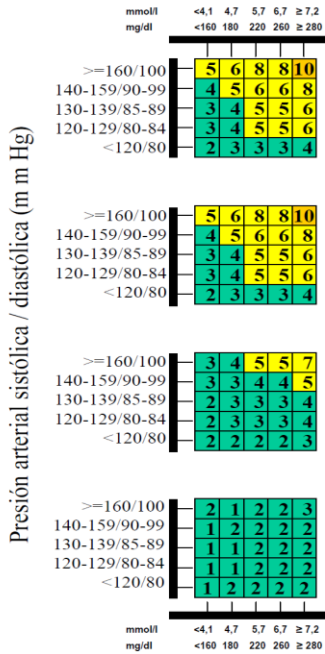 mmol/l <4,1 4,7 5,7 6,7 ≥ 7,2
mg/dl <160 180 220 260 ≥ 280
Presión arterial sistólica / diastólica (m m Hg)
>=160/100 5 6 8 8 10
140-159/90-99 4 5 6 6 8
130-139/85-89 3 4 5 5 6
120-129/80-84 3 4 5 5 6
<120/80 2 3 3 3 4
>=160/100 5 6 8 8 10
140-159/90-99 4 5 6 6 8
130-139/85-89 3 4 5 5 6
120-129/80-84 3 4 5 5 6
<120/80 2 3 3 3 4
>=160/100 3 4 5 5 7
140-159/90-99 3 3 4 4 5
130-139/85-89 2 3 3 3 4
120-129/80-84 2 3 3 3 4
<120/80 2 2 2 2 3
>=160/100 2 1 2 2 3
140-159/90-99 1 2 2 2 2
130-139/85-89 1 1 2 2 2
120-129/80-84 1 1 2 2 2
<120/80 1 2 2 2 2
mmol/l <4,1 4,7 5,7 6,7 ≥ 7,2
mg/dl <160 180 220 260 ≥ 280